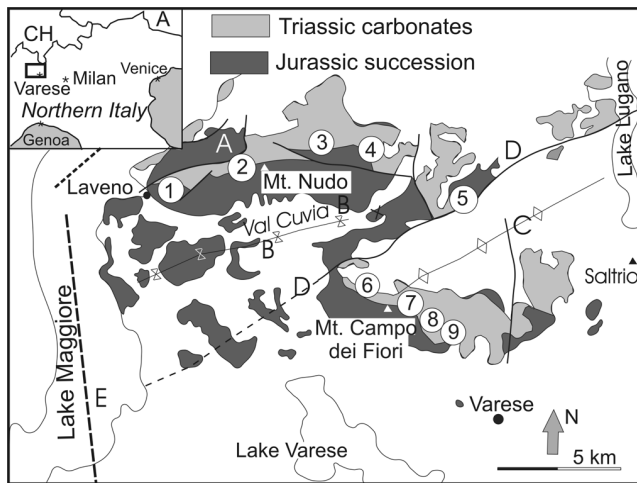 CH
A
Varese
Milan
Venice
Northern Italy
Genoa
Triassic carbonates
Jurassic succession
Lake Lugano
A
3
4
D
Laveno
1
2
Mt. Nudo
5
Val Cuvia
B
B
C
D
6
7
Saltrio
Mt. Campo
dei Fiori
8
9
Lake Maggiore
E
Varese
N
Lake Varese
5 km